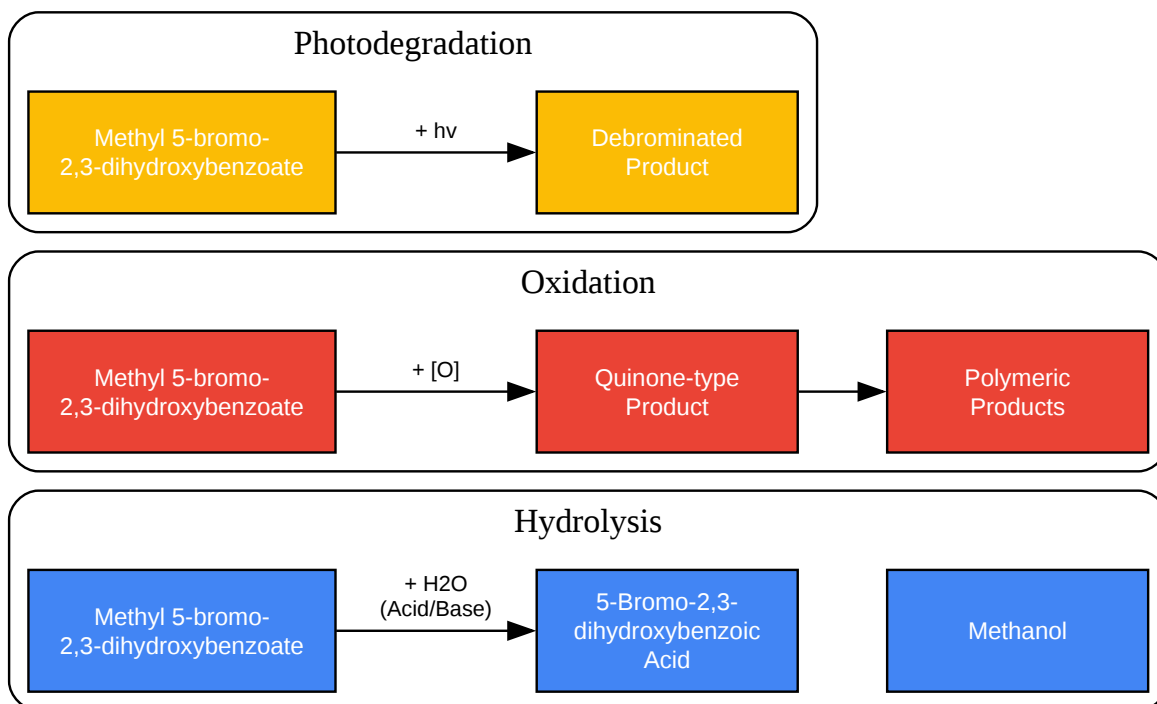 Photodegradation
Methyl 5-bromo-
2,3-dihydroxybenzoate
+ hv
Debrominated
Product
Oxidation
Methyl 5-bromo-
2,3-dihydroxybenzoate
+ [O]
Quinone-type
Product
Polymeric
Products
Hydrolysis
Methyl 5-bromo-
2,3-dihydroxybenzoate
+ H2O
(Acid/Base)
5-Bromo-2,3-
dihydroxybenzoic
Acid
Methanol